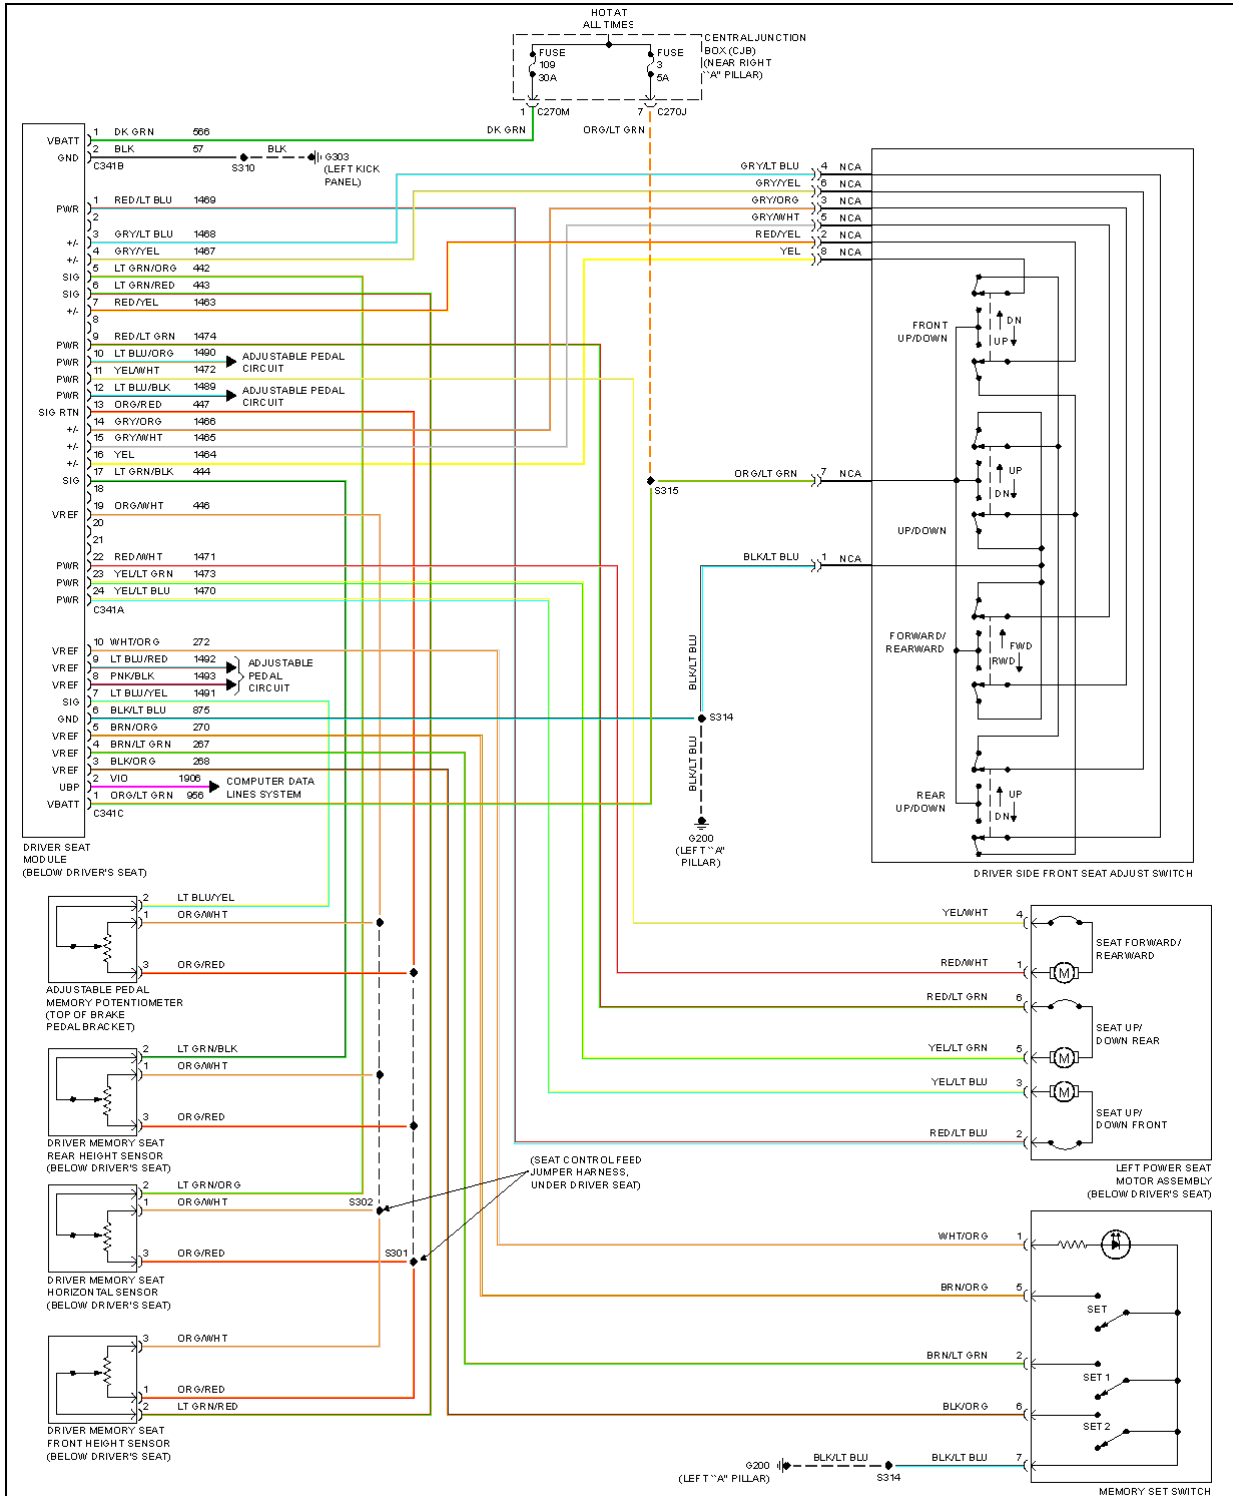 HOT AT
ALL TIMES
CENTRAL JUNCTION
BOX (CJB)
(NEAR RIGHT
``A" PILLAR)
FUSE
109
30A
FUSE
3
5A
1 C270M
7 C270J
DK GRN
ORG/LT GRN
VBATT 1 DK GRN 566
GND 2 BLK 57
C341B
S310
BLK
G303
(LEFT KICK
PANEL)
PWR 1 RED/LT BLU 1469
2
+/- 3 GRY/LT BLU 1468
+/- 4 GRY/YEL 1467
SIG 5 LT GRN/ORG 442
SIG 6 LT GRN/RED 443
+/- 7 RED/YEL 1463
8
PWR 9 RED/LT GRN 1474
PWR 10 LT BLU/ORG 1490
ADJUSTABLE PEDAL
CIRCUIT
PWR 11 YEL/WHT 1472
PWR 12 LT BLU/BLK 1489
ADJUSTABLE PEDAL
CIRCUIT
SIG RTN 13 ORG/RED 447
+/- 14 GRY/ORG 1466
+/- 15 GRY/WHT 1465
+/- 16 YEL 1464
SIG 17 LT GRN/BLK 444
18
VREF 19 ORG/WHT 446
20
21
PWR 22 RED/WHT 1471
PWR 23 YEL/LT GRN 1473
PWR 24 YEL/LT BLU 1470
C341A
VREF 10 WHT/ORG 272
VREF 9 LT BLU/RED 1492
VREF 8 PNK/BLK 1493
ADJUSTABLE
PEDAL
CIRCUIT
SIG 7 LT BLU/YEL 1491
GND 6 BLK/LT BLU 875
VREF 5 BRN/ORG 270
VREF 4 BRN/LT GRN 267
VREF 3 BLK/ORG 268
UBP 2 VIO 1906
COMPUTER DATA
LINES SYSTEM
VBATT 1 ORG/LT GRN 956
C341C
DRIVER SEAT
MODULE
(BELOW DRIVER'S SEAT)
GRY/LT BLU 4 NCA
GRY/YEL 6 NCA
GRY/ORG 3 NCA
GRY/WHT 5 NCA
RED/YEL 2 NCA
YEL 8 NCA
ORG/LT GRN 7 NCA
S315
BLK/LT BLU 1 NCA
BLK/LT BLU
S314
BLK/LT BLU
G200
(LEFT ``A"
PILLAR)
FRONT
UP/DOWN
DN
UP
UP/DOWN
UP
DN
FORWARD/
REARWARD
FWD
RWD
REAR
UP/DOWN
UP
DN
DRIVER SIDE FRONT SEAT ADJUST SWITCH
2 LT BLU/YEL
1 ORG/WHT
3 ORG/RED
ADJUSTABLE PEDAL
MEMORY POTENTIOMETER
(TOP OF BRAKE
PEDAL BRACKET)
2 LT GRN/BLK
1 ORG/WHT
3 ORG/RED
DRIVER MEMORY SEAT
REAR HEIGHT SENSOR
(BELOW DRIVER'S SEAT)
2 LT GRN/ORG
1 ORG/WHT
3 ORG/RED
DRIVER MEMORY SEAT
HORIZONTAL SENSOR
(BELOW DRIVER'S SEAT)
3 ORG/WHT
1 ORG/RED
2 LT GRN/RED
DRIVER MEMORY SEAT
FRONT HEIGHT SENSOR
(BELOW DRIVER'S SEAT)
S302
S301
(SEAT CONTROL FEED
JUMPER HARNESS,
UNDER DRIVER SEAT)
YEL/WHT 4
RED/WHT 1
M
SEAT FORWARD/
REARWARD
RED/LT GRN 6
YEL/LT GRN 5
M
SEAT UP/
DOWN REAR
YEL/LT BLU 3
M
RED/LT BLU 2
SEAT UP/
DOWN FRONT
LEFT POWER SEAT
MOTOR ASSEMBLY
(BELOW DRIVER'S SEAT)
WHT/ORG 1
BRN/ORG 5
SET
BRN/LT GRN 2
SET 1
BLK/ORG 6
SET 2
G200
(LEFT ``A" PILLAR)
BLK/LT BLU
S314
BLK/LT BLU 7
MEMORY SET SWITCH